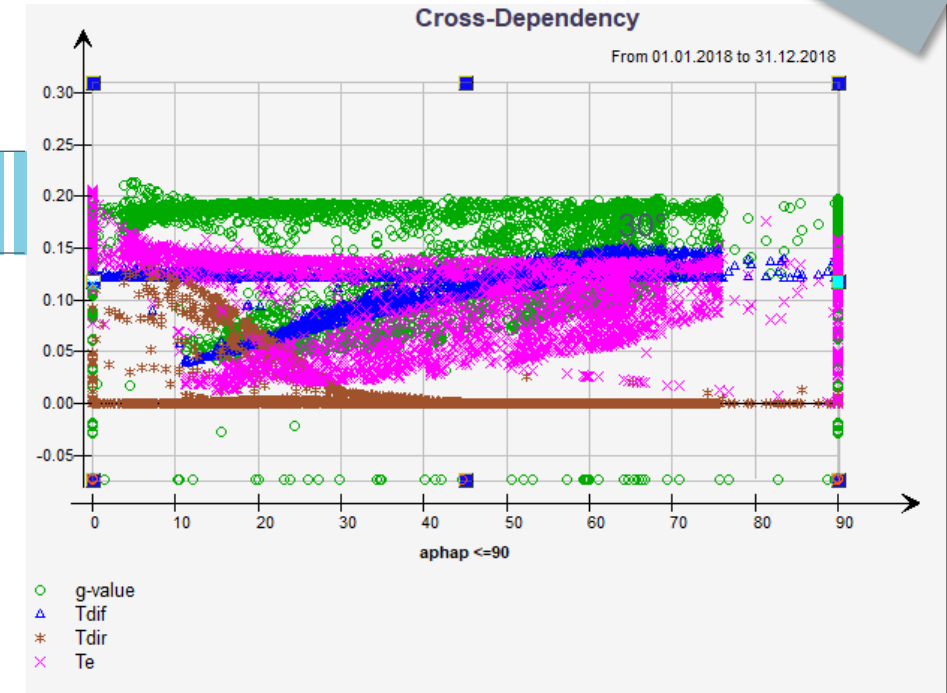 Cross-Dependency
From 01.01.2018 to 31.12.2018
0.30
0.25
0.20
0.15
0.10
0.05
0.00
-0.05
30°
0 10 20 30 40 50 60 70 80 90
aphap <=90
g-value
Tdif
Tdir
Te